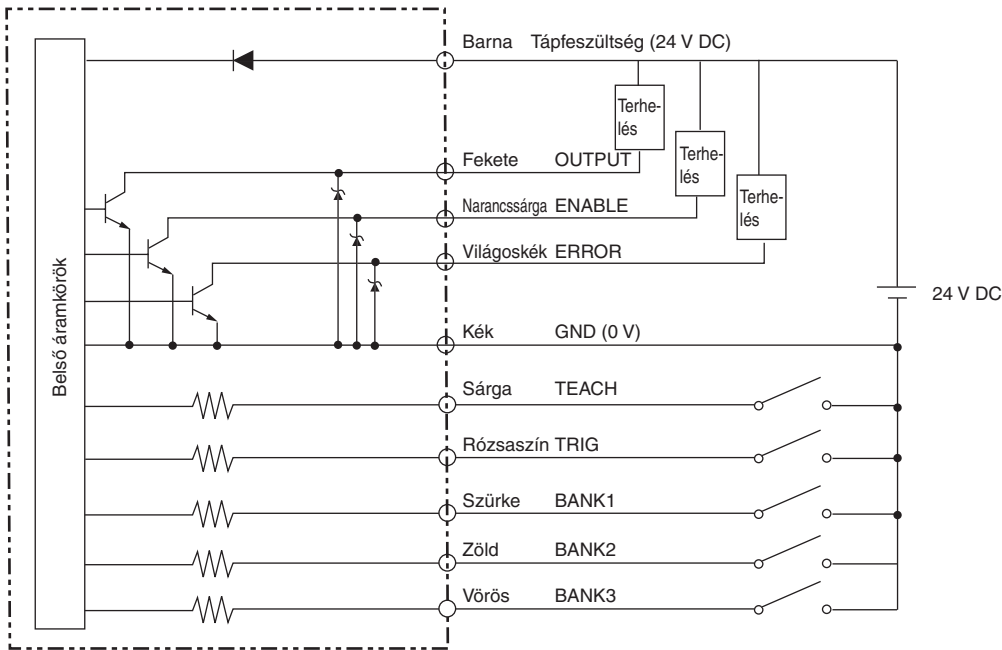 Barna Tápfeszültség (24 V DC)
Terhe-
lés
Fekete OUTPUT
Terhe-
lés
Narancssárga ENABLE
Terhe-
lés
Világoskék ERROR
24 V DC
Kék GND (0 V)
Belső áramkörök
Sárga TEACH
Rózsaszín TRIG
Szürke BANK1
Zöld BANK2
Vörös BANK3